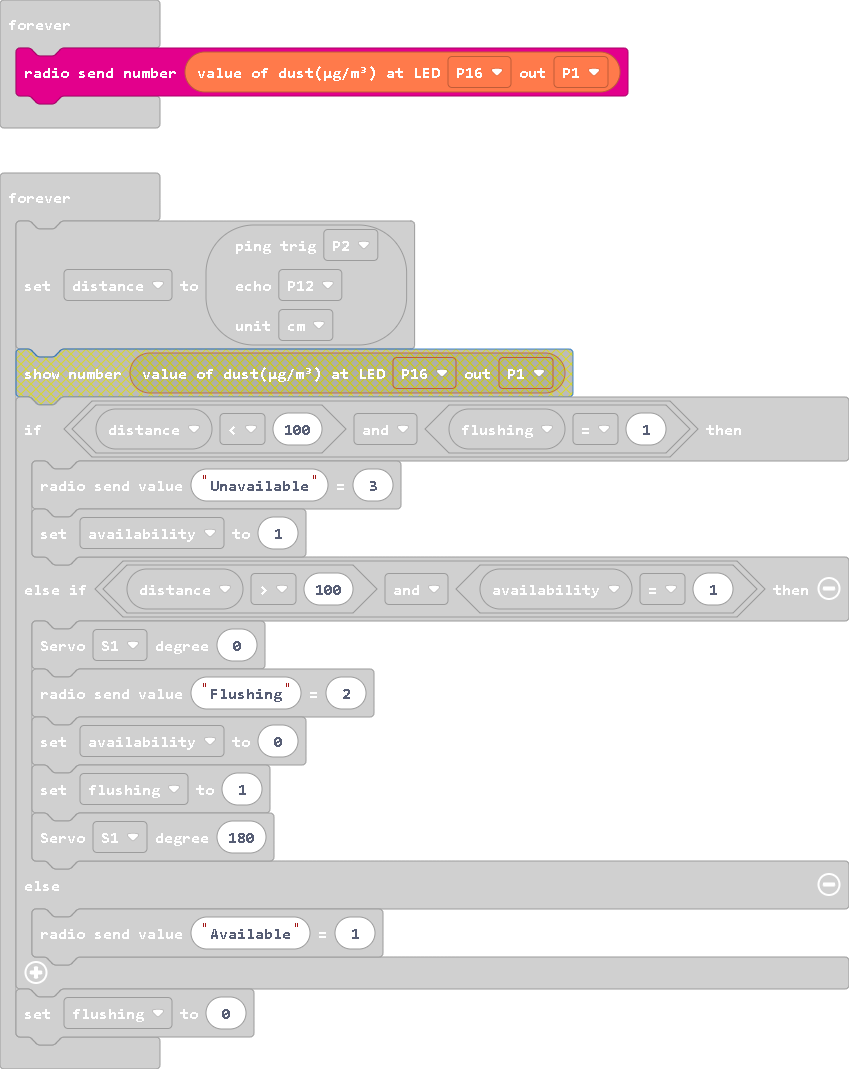 forever
radio send number value of dust(μg/m³) at LED P16 out P1
forever
set distance to ping trig P2
echo P12
unit cm
show number value of dust(μg/m³) at LED P16 out P1
if distance < 100 and flushing = 1 then
radio send value "Unavailable" = 3
set availability to 1
else if distance > 100 and availability = 1 then
Servo S1 degree 0
radio send value "Flushing" = 2
set availability to 0
set flushing to 1
Servo S1 degree 180
else
radio send value "Available" = 1
set flushing to 0